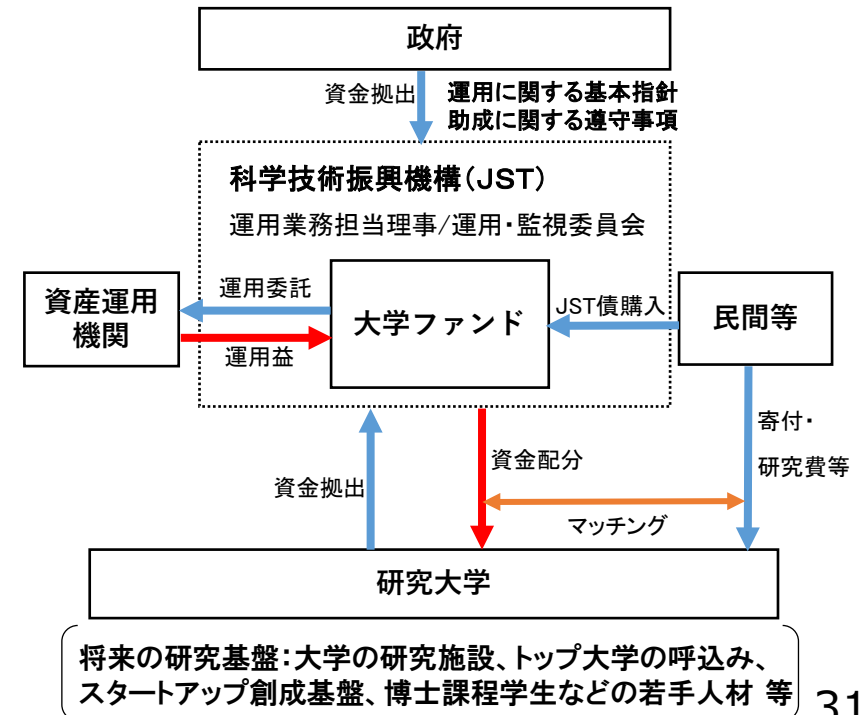 政府
資金拠出
運用に関する基本指針
助成に関する遵守事項
科学技術振興機構(JST)
運用業務担当理事/運用・監視委員会
資産運用
機関
運用委託
運用益
大学ファンド
JST債購入
民間等
資金拠出
資金配分
寄付・
研究費等
マッチング
研究大学
将来の研究基盤:大学の研究施設、トップ大学の呼込み、
スタートアップ創成基盤、博士課程学生などの若手人材 等
31